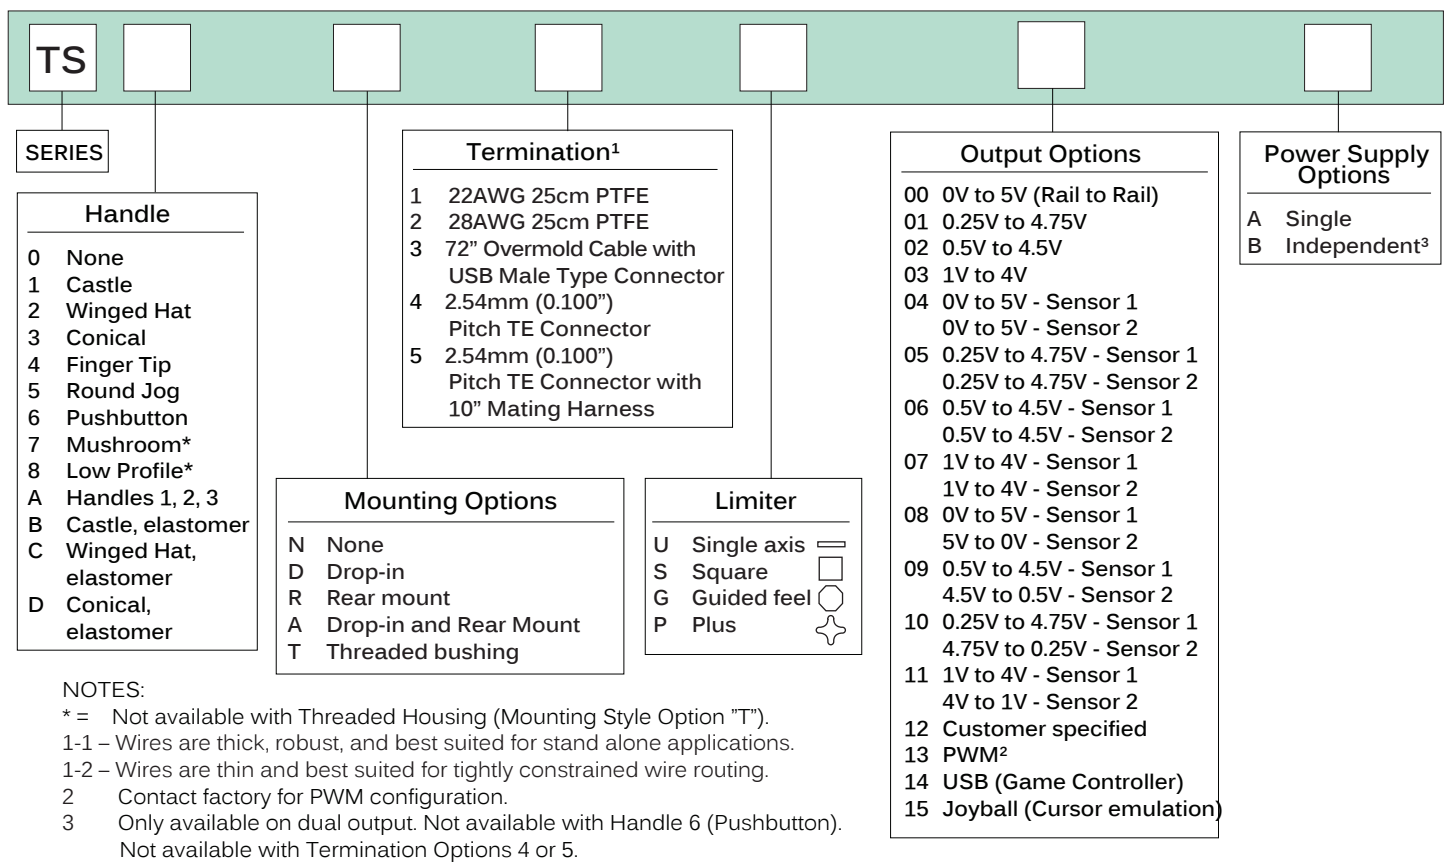 TS
SERIES
Handle
0 None
1 Castle
2 Winged Hat
3 Conical
4 Finger Tip
5 Round Jog
6 Pushbutton
7 Mushroom*
8 Low Profile*
A Handles 1, 2, 3
B Castle, elastomer
C Winged Hat,
elastomer
D Conical,
elastomer
Mounting Options
N None
D Drop-in
R Rear mount
A Drop-in and Rear Mount
T Threaded bushing
Termination¹
1 22AWG 25cm PTFE
2 28AWG 25cm PTFE
3 72” Overmold Cable with
USB Male Type Connector
4 2.54mm (0.100”)
Pitch TE Connector
5 2.54mm (0.100”)
Pitch TE Connector with
10” Mating Harness
Limiter
U Single axis
S Square
G Guided feel
P Plus
Output Options
00 0V to 5V (Rail to Rail)
01 0.25V to 4.75V
02 0.5V to 4.5V
03 1V to 4V
04 0V to 5V - Sensor 1
0V to 5V - Sensor 2
05 0.25V to 4.75V - Sensor 1
0.25V to 4.75V - Sensor 2
06 0.5V to 4.5V - Sensor 1
0.5V to 4.5V - Sensor 2
07 1V to 4V - Sensor 1
1V to 4V - Sensor 2
08 0V to 5V - Sensor 1
5V to 0V - Sensor 2
09 0.5V to 4.5V - Sensor 1
4.5V to 0.5V - Sensor 2
10 0.25V to 4.75V - Sensor 1
4.75V to 0.25V - Sensor 2
11 1V to 4V - Sensor 1
4V to 1V - Sensor 2
12 Customer specified
13 PWM²
14 USB (Game Controller)
15 Joyball (Cursor emulation)
Power Supply
Options
A Single
B Independent³
NOTES:
* = Not available with Threaded Housing (Mounting Style Option ”T”).
1-1 – Wires are thick, robust, and best suited for stand alone applications.
1-2 – Wires are thin and best suited for tightly constrained wire routing.
2 Contact factory for PWM configuration.
3 Only available on dual output. Not available with Handle 6 (Pushbutton).
Not available with Termination Options 4 or 5.